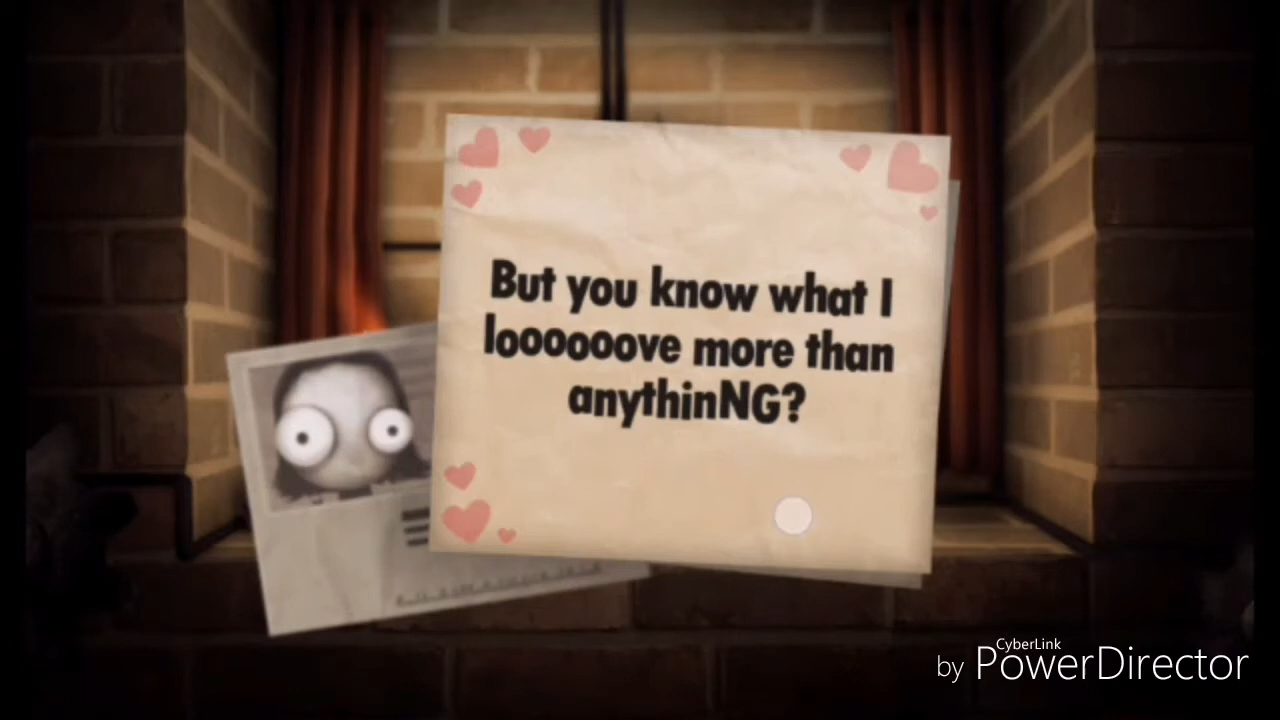 But you know what I
loooooove more than
anythinNG?
CyberLink
by PowerDirector